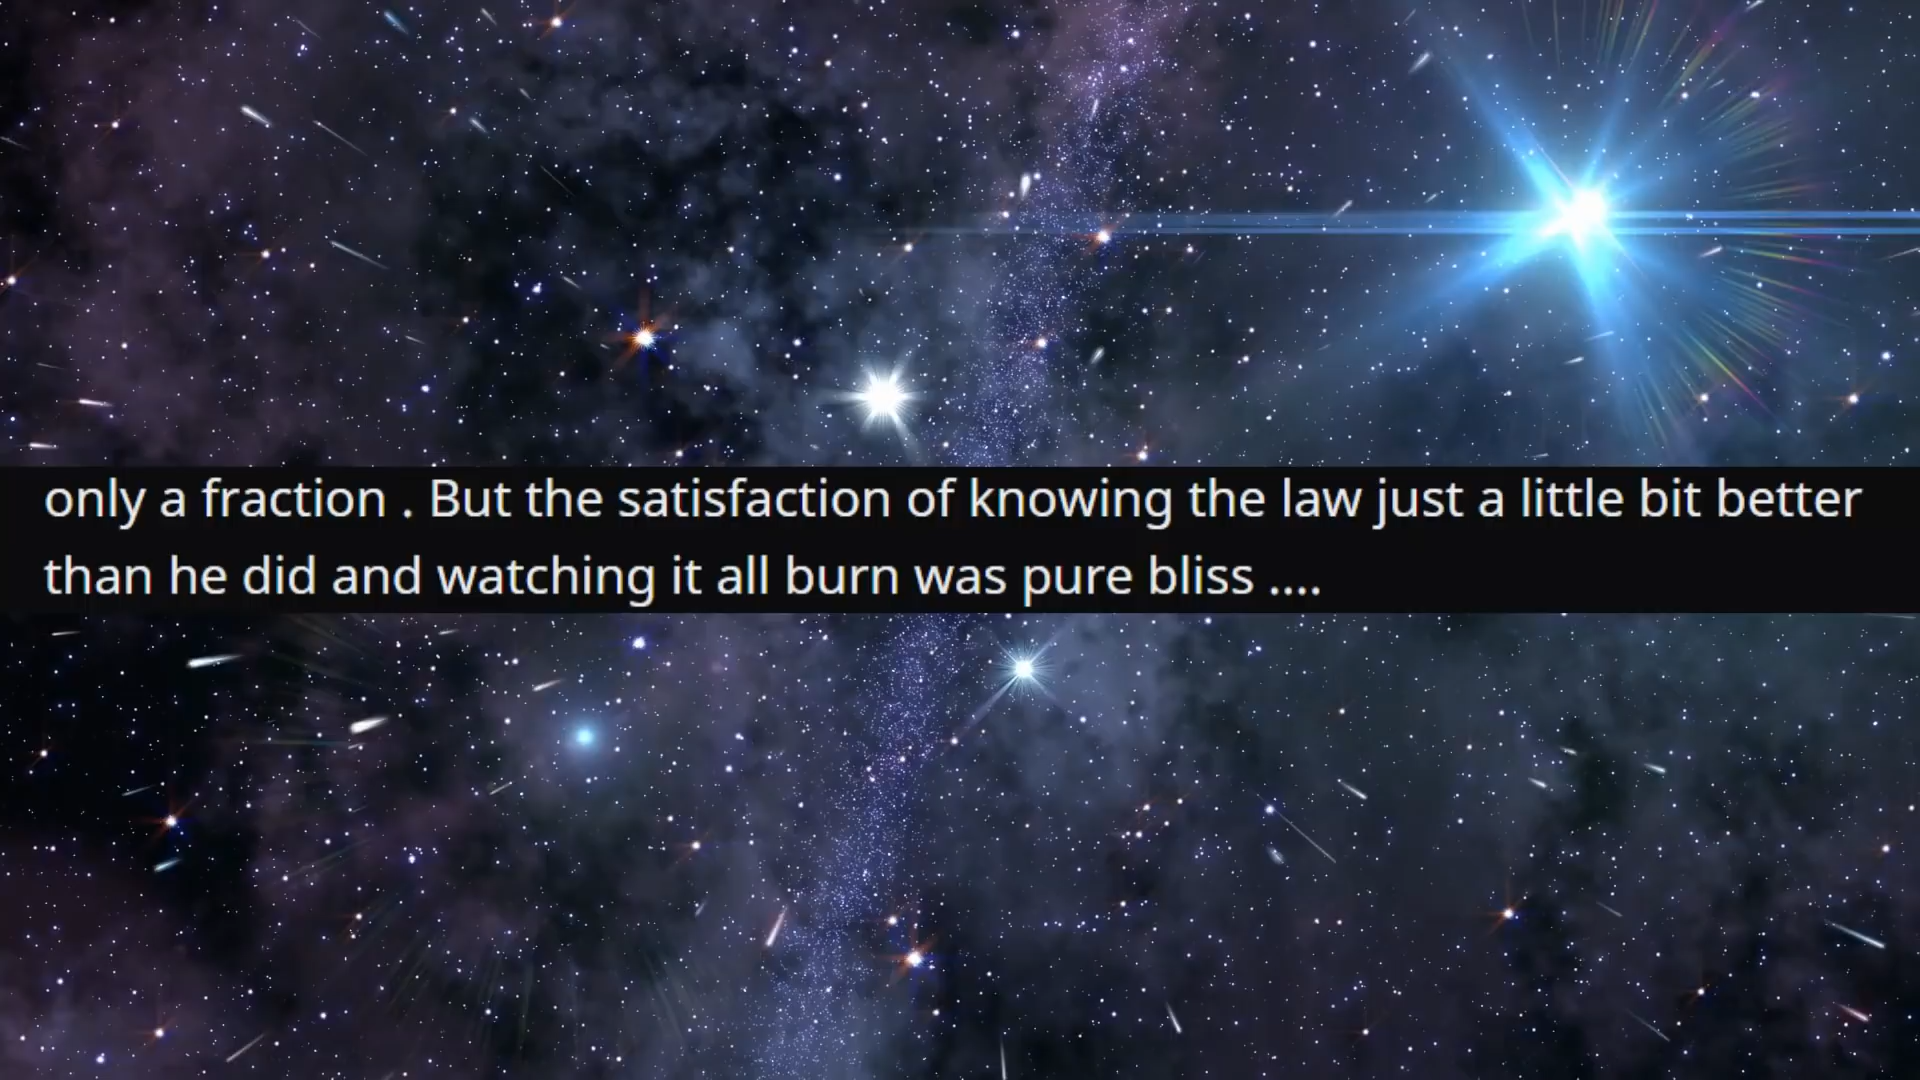 only a fraction . But the satisfaction of knowing the law just a little bit better
than he did and watching it all burn was pure bliss ....